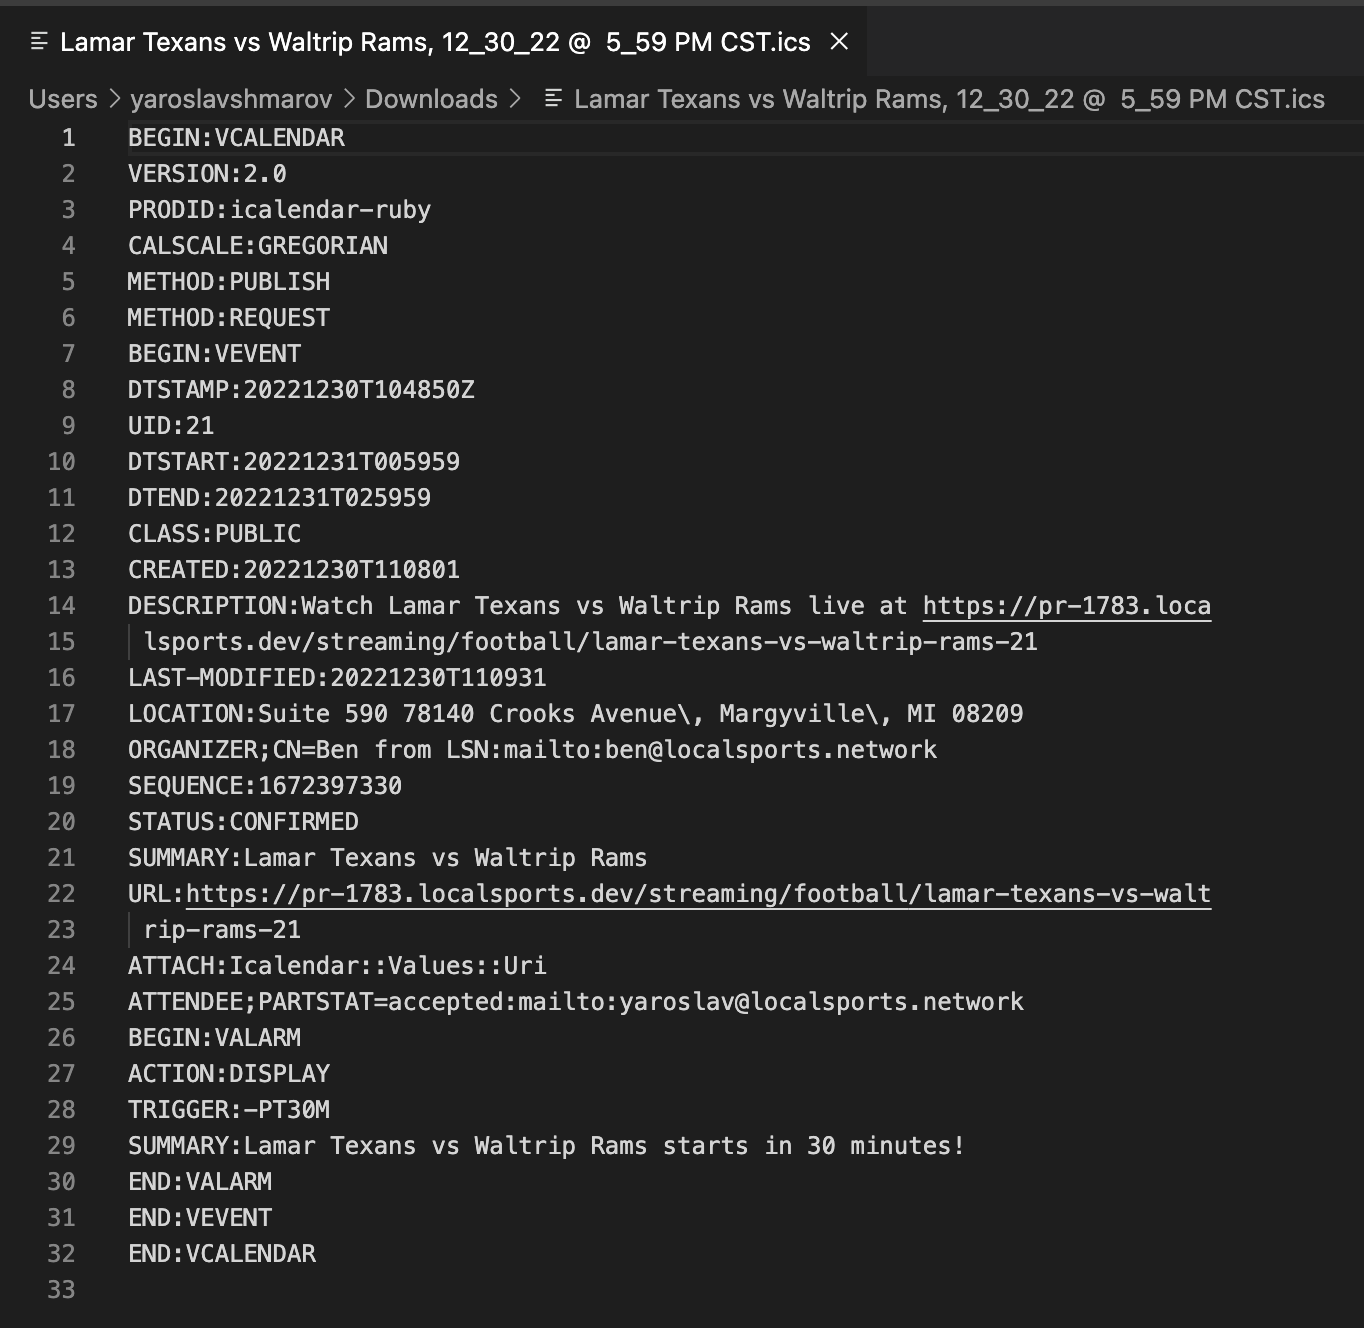 Lamar Texans vs Waltrip Rams, 12_30_22 @  5_59 PM CST.ics
Users > yaroslavshmarov > Downloads > Lamar Texans vs Waltrip Rams, 12_30_22 @  5_59 PM CST.ics
1 BEGIN:VCALENDAR
2 VERSION:2.0
3 PRODID:icalendar-ruby
4 CALSCALE:GREGORIAN
5 METHOD:PUBLISH
6 METHOD:REQUEST
7 BEGIN:VEVENT
8 DTSTAMP:20221230T104850Z
9 UID:21
10 DTSTART:20221231T005959
11 DTEND:20221231T025959
12 CLASS:PUBLIC
13 CREATED:20221230T110801
14 DESCRIPTION:Watch Lamar Texans vs Waltrip Rams live at https://pr-1783.loca
15  lsports.dev/streaming/football/lamar-texans-vs-waltrip-rams-21
16 LAST-MODIFIED:20221230T110931
17 LOCATION:Suite 590 78140 Crooks Avenue\, Margyville\, MI 08209
18 ORGANIZER;CN=Ben from LSN:mailto:ben@localsports.network
19 SEQUENCE:1672397330
20 STATUS:CONFIRMED
21 SUMMARY:Lamar Texans vs Waltrip Rams
22 URL:https://pr-1783.localsports.dev/streaming/football/lamar-texans-vs-walt
23  rip-rams-21
24 ATTACH:Icalendar::Values::Uri
25 ATTENDEE;PARTSTAT=accepted:mailto:yaroslav@localsports.network
26 BEGIN:VALARM
27 ACTION:DISPLAY
28 TRIGGER:-PT30M
29 SUMMARY:Lamar Texans vs Waltrip Rams starts in 30 minutes!
30 END:VALARM
31 END:VEVENT
32 END:VCALENDAR
33